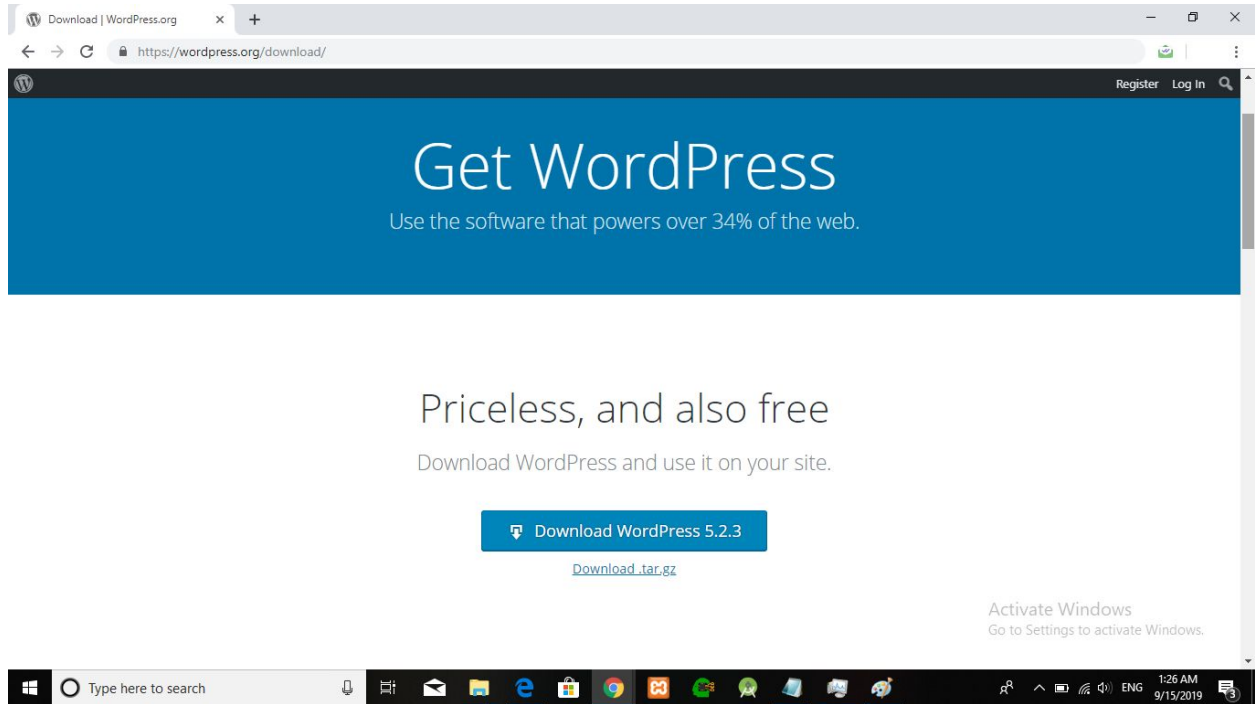 Download | WordPress.org
https://wordpress.org/download/
Register Log In
Get WordPress
Use the software that powers over 34% of the web.
Priceless, and also free
Download WordPress and use it on your site.
Download WordPress 5.2.3
Download .tar.gz
Activate Windows
Go to Settings to activate Windows.
Type here to search
ENG
1:26 AM
9/15/2019
3